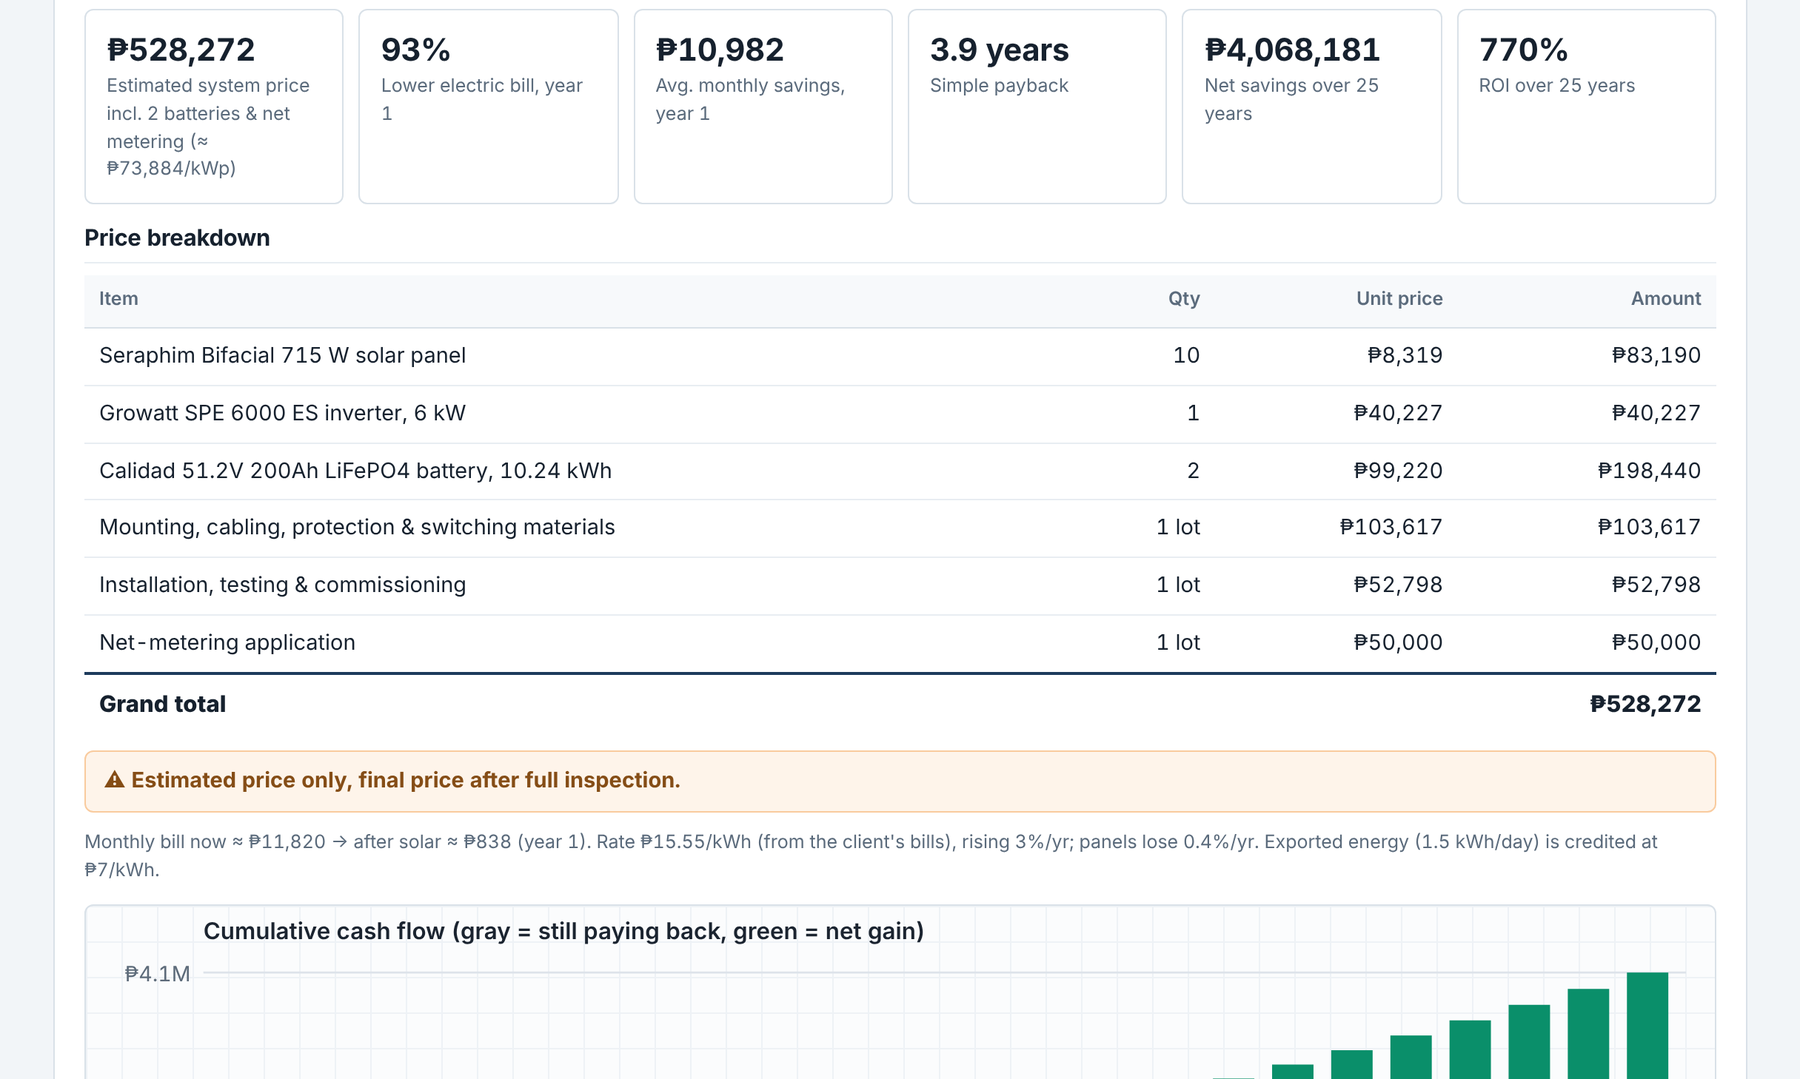 ₱528,272
Estimated system price
incl. 2 batteries & net
metering (≈
₱73,884/kWp)
93%
Lower electric bill, year
1
₱10,982
Avg. monthly savings,
year 1
3.9 years
Simple payback
₱4,068,181
Net savings over 25
years
770%
ROI over 25 years
Price breakdown
Item Qty Unit price Amount
Seraphim Bifacial 715 W solar panel 10 ₱8,319 ₱83,190
Growatt SPE 6000 ES inverter, 6 kW 1 ₱40,227 ₱40,227
Calidad 51.2V 200Ah LiFePO4 battery, 10.24 kWh 2 ₱99,220 ₱198,440
Mounting, cabling, protection & switching materials 1 lot ₱103,617 ₱103,617
Installation, testing & commissioning 1 lot ₱52,798 ₱52,798
Net-metering application 1 lot ₱50,000 ₱50,000
Grand total ₱528,272
⚠ Estimated price only, final price after full inspection.
Monthly bill now ≈ ₱11,820 → after solar ≈ ₱838 (year 1). Rate ₱15.55/kWh (from the client's bills), rising 3%/yr; panels lose 0.4%/yr. Exported energy (1.5 kWh/day) is credited at
₱7/kWh.
Cumulative cash flow (gray = still paying back, green = net gain)
₱4.1M